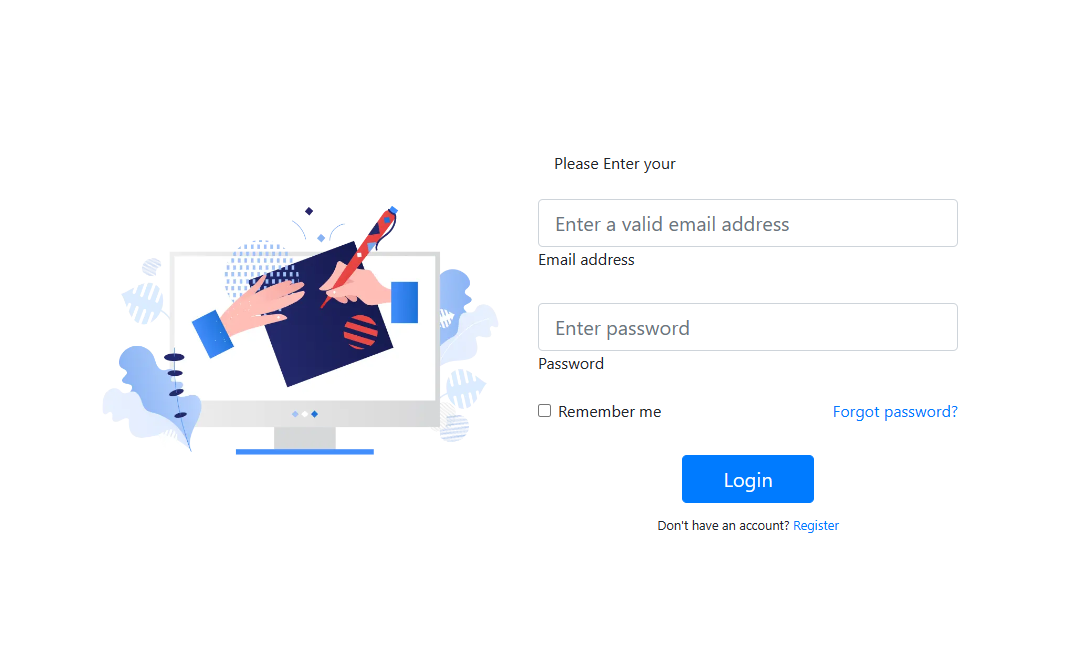 Please Enter your
Enter a valid email address
Email address
Enter password
Password
Remember me
Forgot password?
Login
Don't have an account? Register